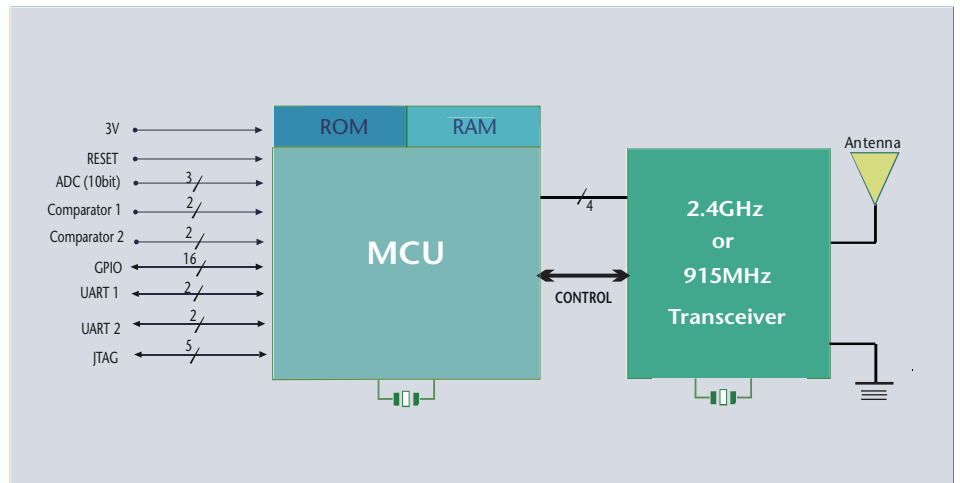 3V
RESET
ADC (10bit)
3
Comparator 1
2
Comparator 2
2
GPIO
16
UART 1
2
UART 2
2
JTAG
5
ROM
RAM
MCU
4
CONTROL
2.4GHz
or
915MHz
Transceiver
Antenna